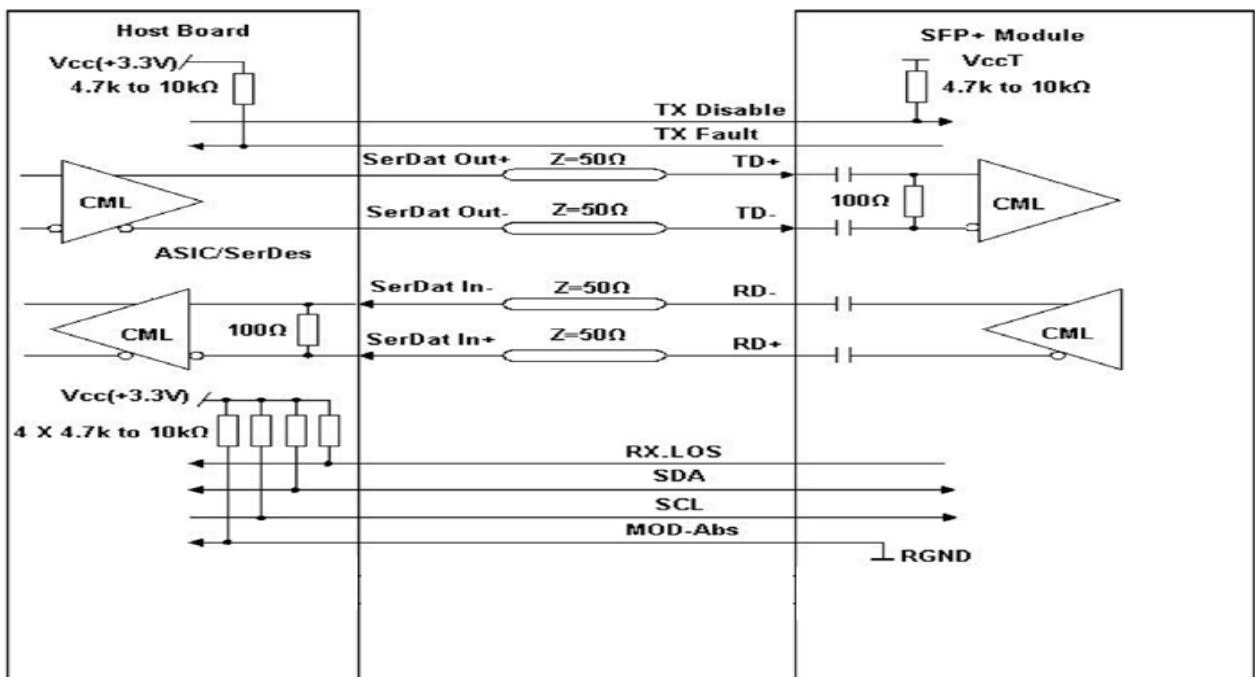 Host Board
SFP+ Module
Vcc(+3.3V)
4.7k to 10kΩ
VccT
4.7k to 10kΩ
TX Disable
TX Fault
SerDat Out+
Z=50Ω
TD+
CML
100Ω
CML
SerDat Out-
Z=50Ω
TD-
ASIC/SerDes
SerDat In-
Z=50Ω
RD-
CML
100Ω
SerDat In+
Z=50Ω
RD+
CML
Vcc(+3.3V)
4 X 4.7k to 10kΩ
RX.LOS
SDA
SCL
MOD-Abs
RGND